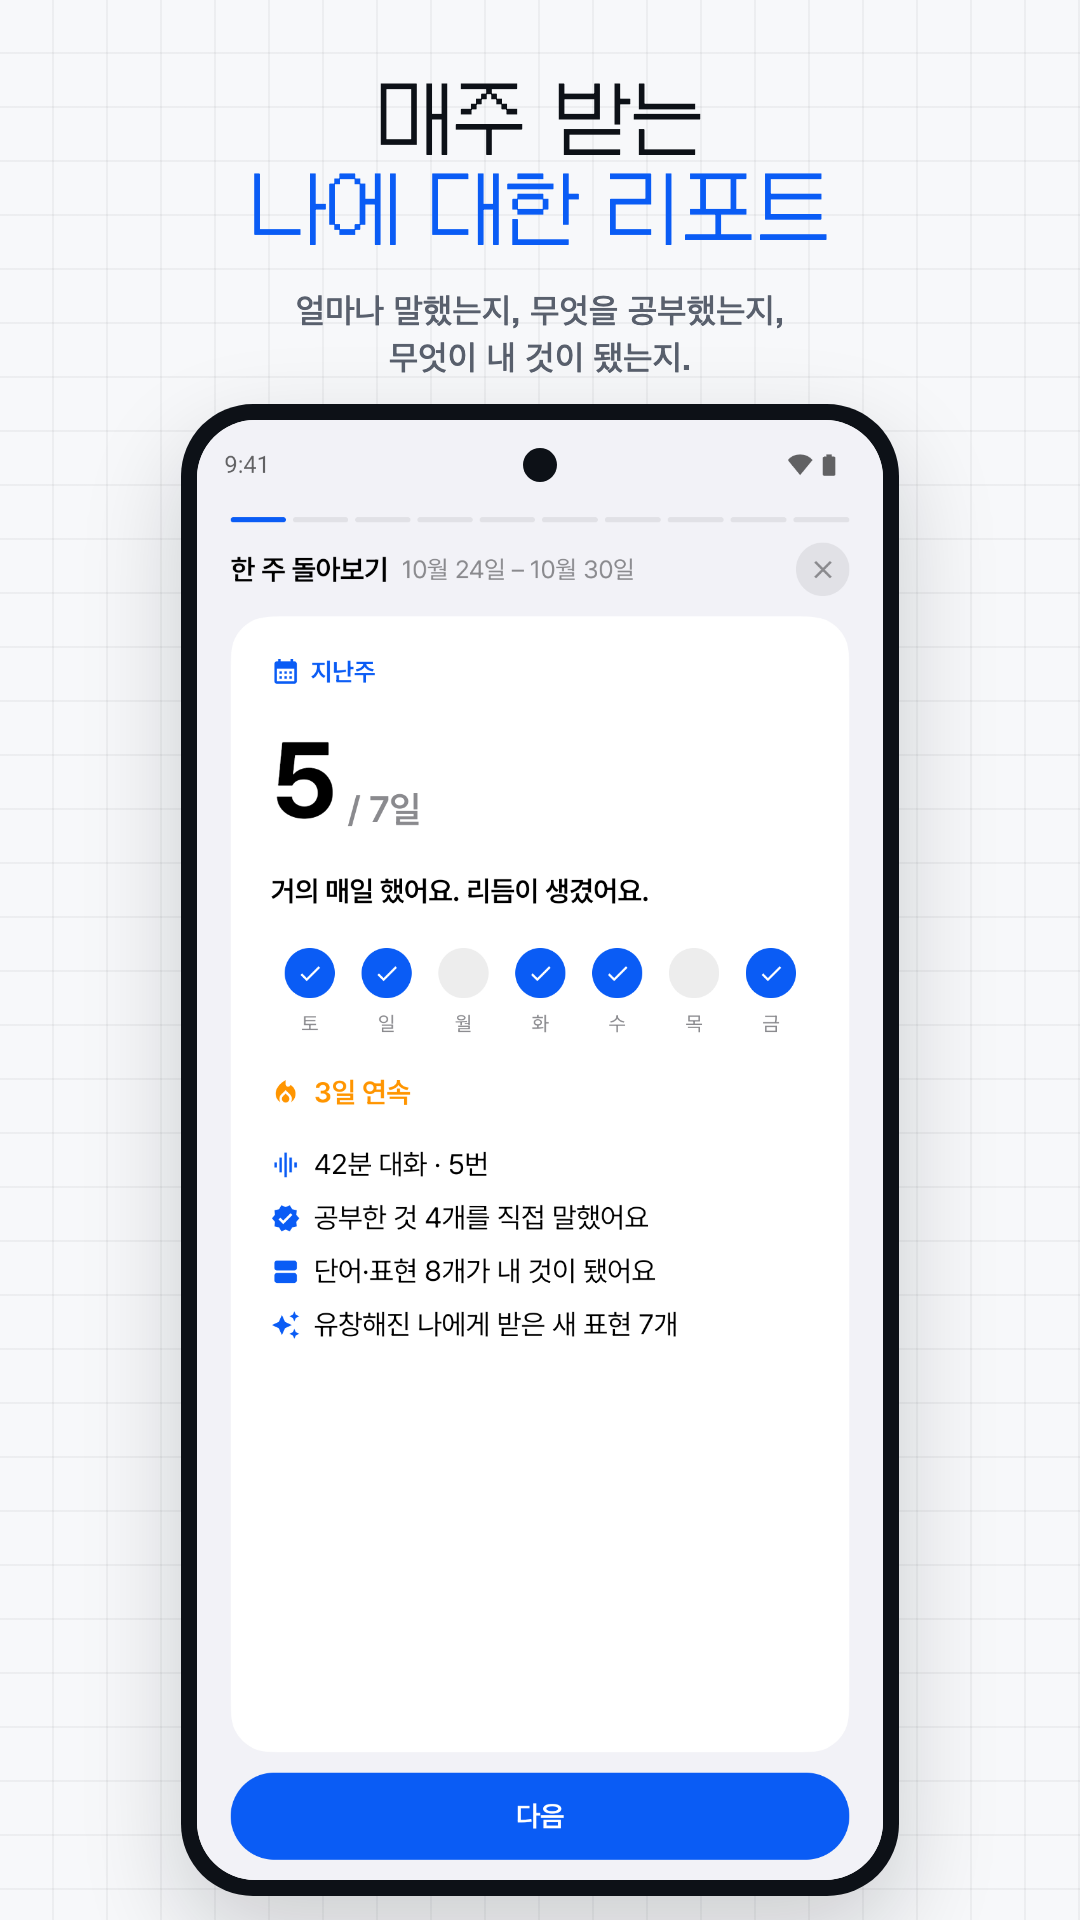 매주 받는
나에 대한 리포트
얼마나 말했는지, 무엇을 공부했는지,
무엇이 내 것이 됐는지.
9:41
한 주 돌아보기 10월 24일 – 10월 30일
지난주
5 / 7일
거의 매일 했어요. 리듬이 생겼어요.
토 일 월 화 수 목 금
3일 연속
42분 대화 · 5번
공부한 것 4개를 직접 말했어요
단어·표현 8개가 내 것이 됐어요
유창해진 나에게 받은 새 표현 7개
다음